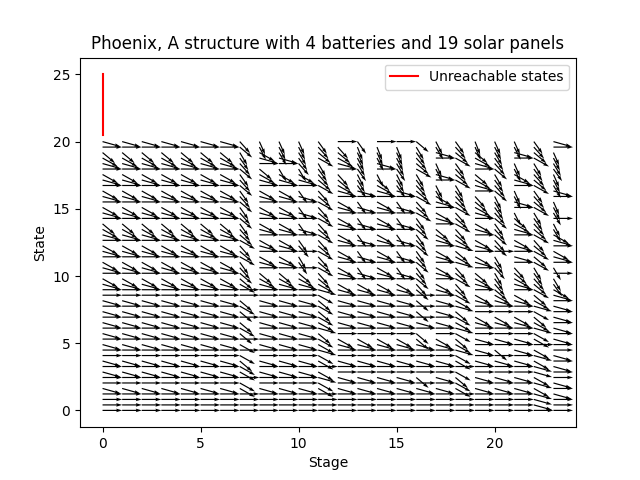 Phoenix, A structure with 4 batteries and 19 solar panels
Unreachable states
25
20
15
10
5
0
State
0 5 10 15 20
Stage